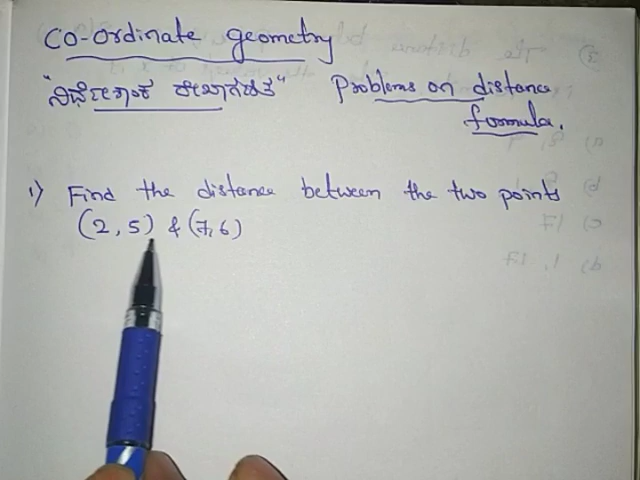 CO-Ordinate geometry
"ನಿರ್ದೇಶಾಂಕ ರೇಖಾಗಣಿತ" Problems on distance
formula.
1) Find the distance between the two points
(2, 5) & (7, 6)